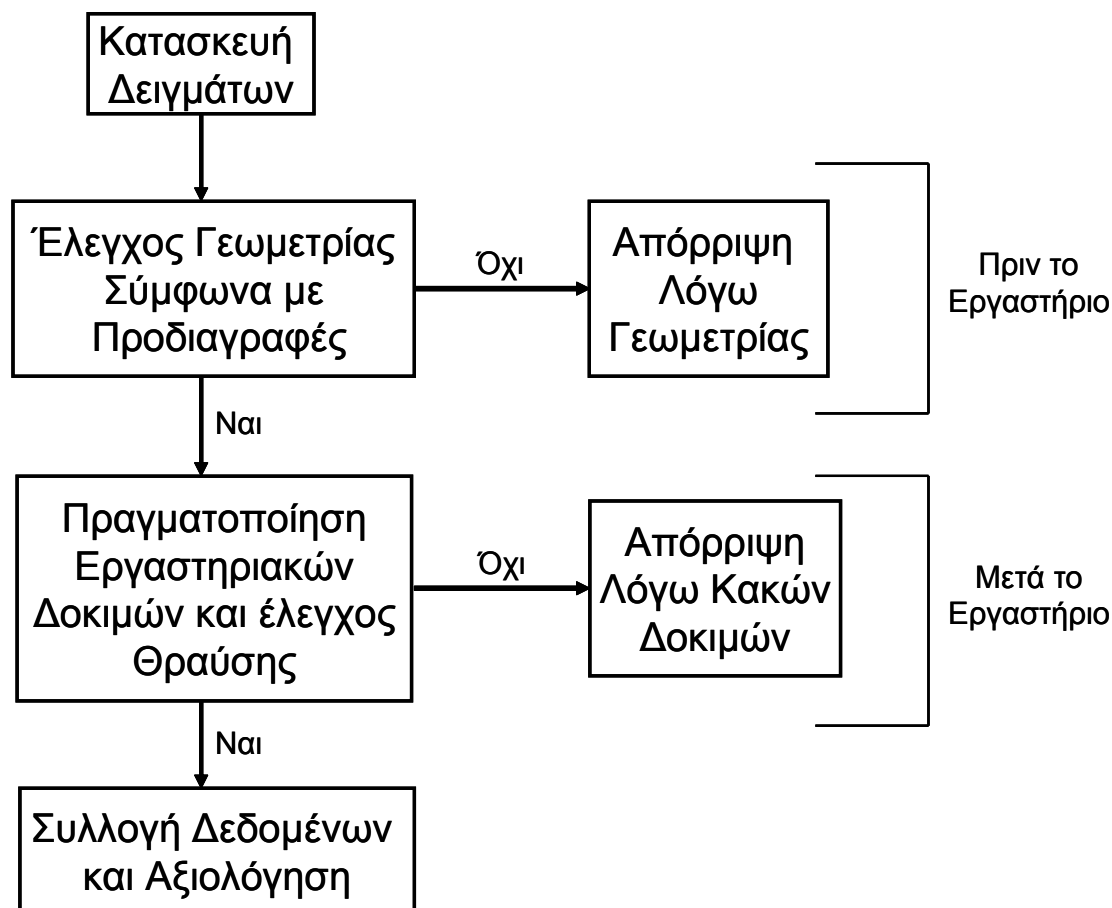 Κατασκευή
Δειγμάτων
Έλεγχος Γεωμετρίας
Σύμφωνα με
Προδιαγραφές
Όχι
Απόρριψη
Λόγω
Γεωμετρίας
Πριν το
Εργαστήριο
Ναι
Πραγματοποίηση
Εργαστηριακών
Δοκιμών και έλεγχος
Θραύσης
Όχι
Απόρριψη
Λόγω Κακών
Δοκιμών
Μετά το
Εργαστήριο
Ναι
Συλλογή Δεδομένων
και Αξιολόγηση